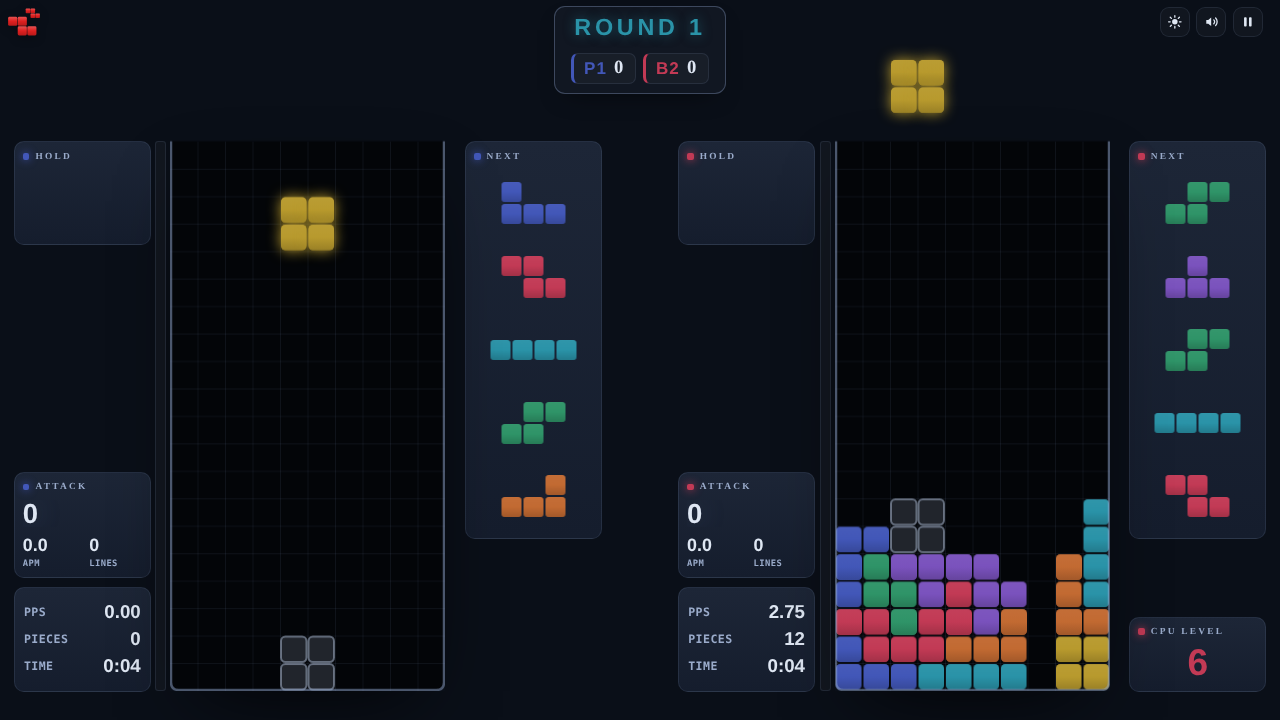 ROUND 1
P1 0
B2 0
HOLD
NEXT
ATTACK
0
0.0 0
APM LINES
PPS 0.00
PIECES 0
TIME 0:04
HOLD
NEXT
ATTACK
0
0.0 0
APM LINES
PPS 2.75
PIECES 12
TIME 0:04
CPU LEVEL
6